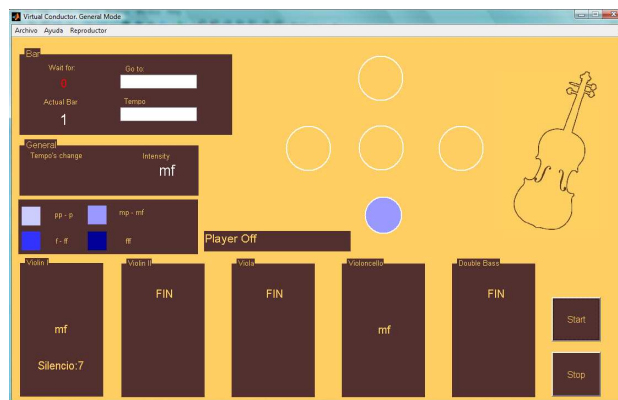 Virtual Conductor. General Mode
Archivo Ayuda Reproductor
Bar
Wait for: Go to:
0
Actual Bar Tempo
1
General
Tempo's change Intensity
mf
pp - p mp - mf
f - ff fff
Player Off
Violin I Violin II Viola Violoncello Double Bass
FIN FIN FIN
mf mf
Silencio:7
Start
Stop